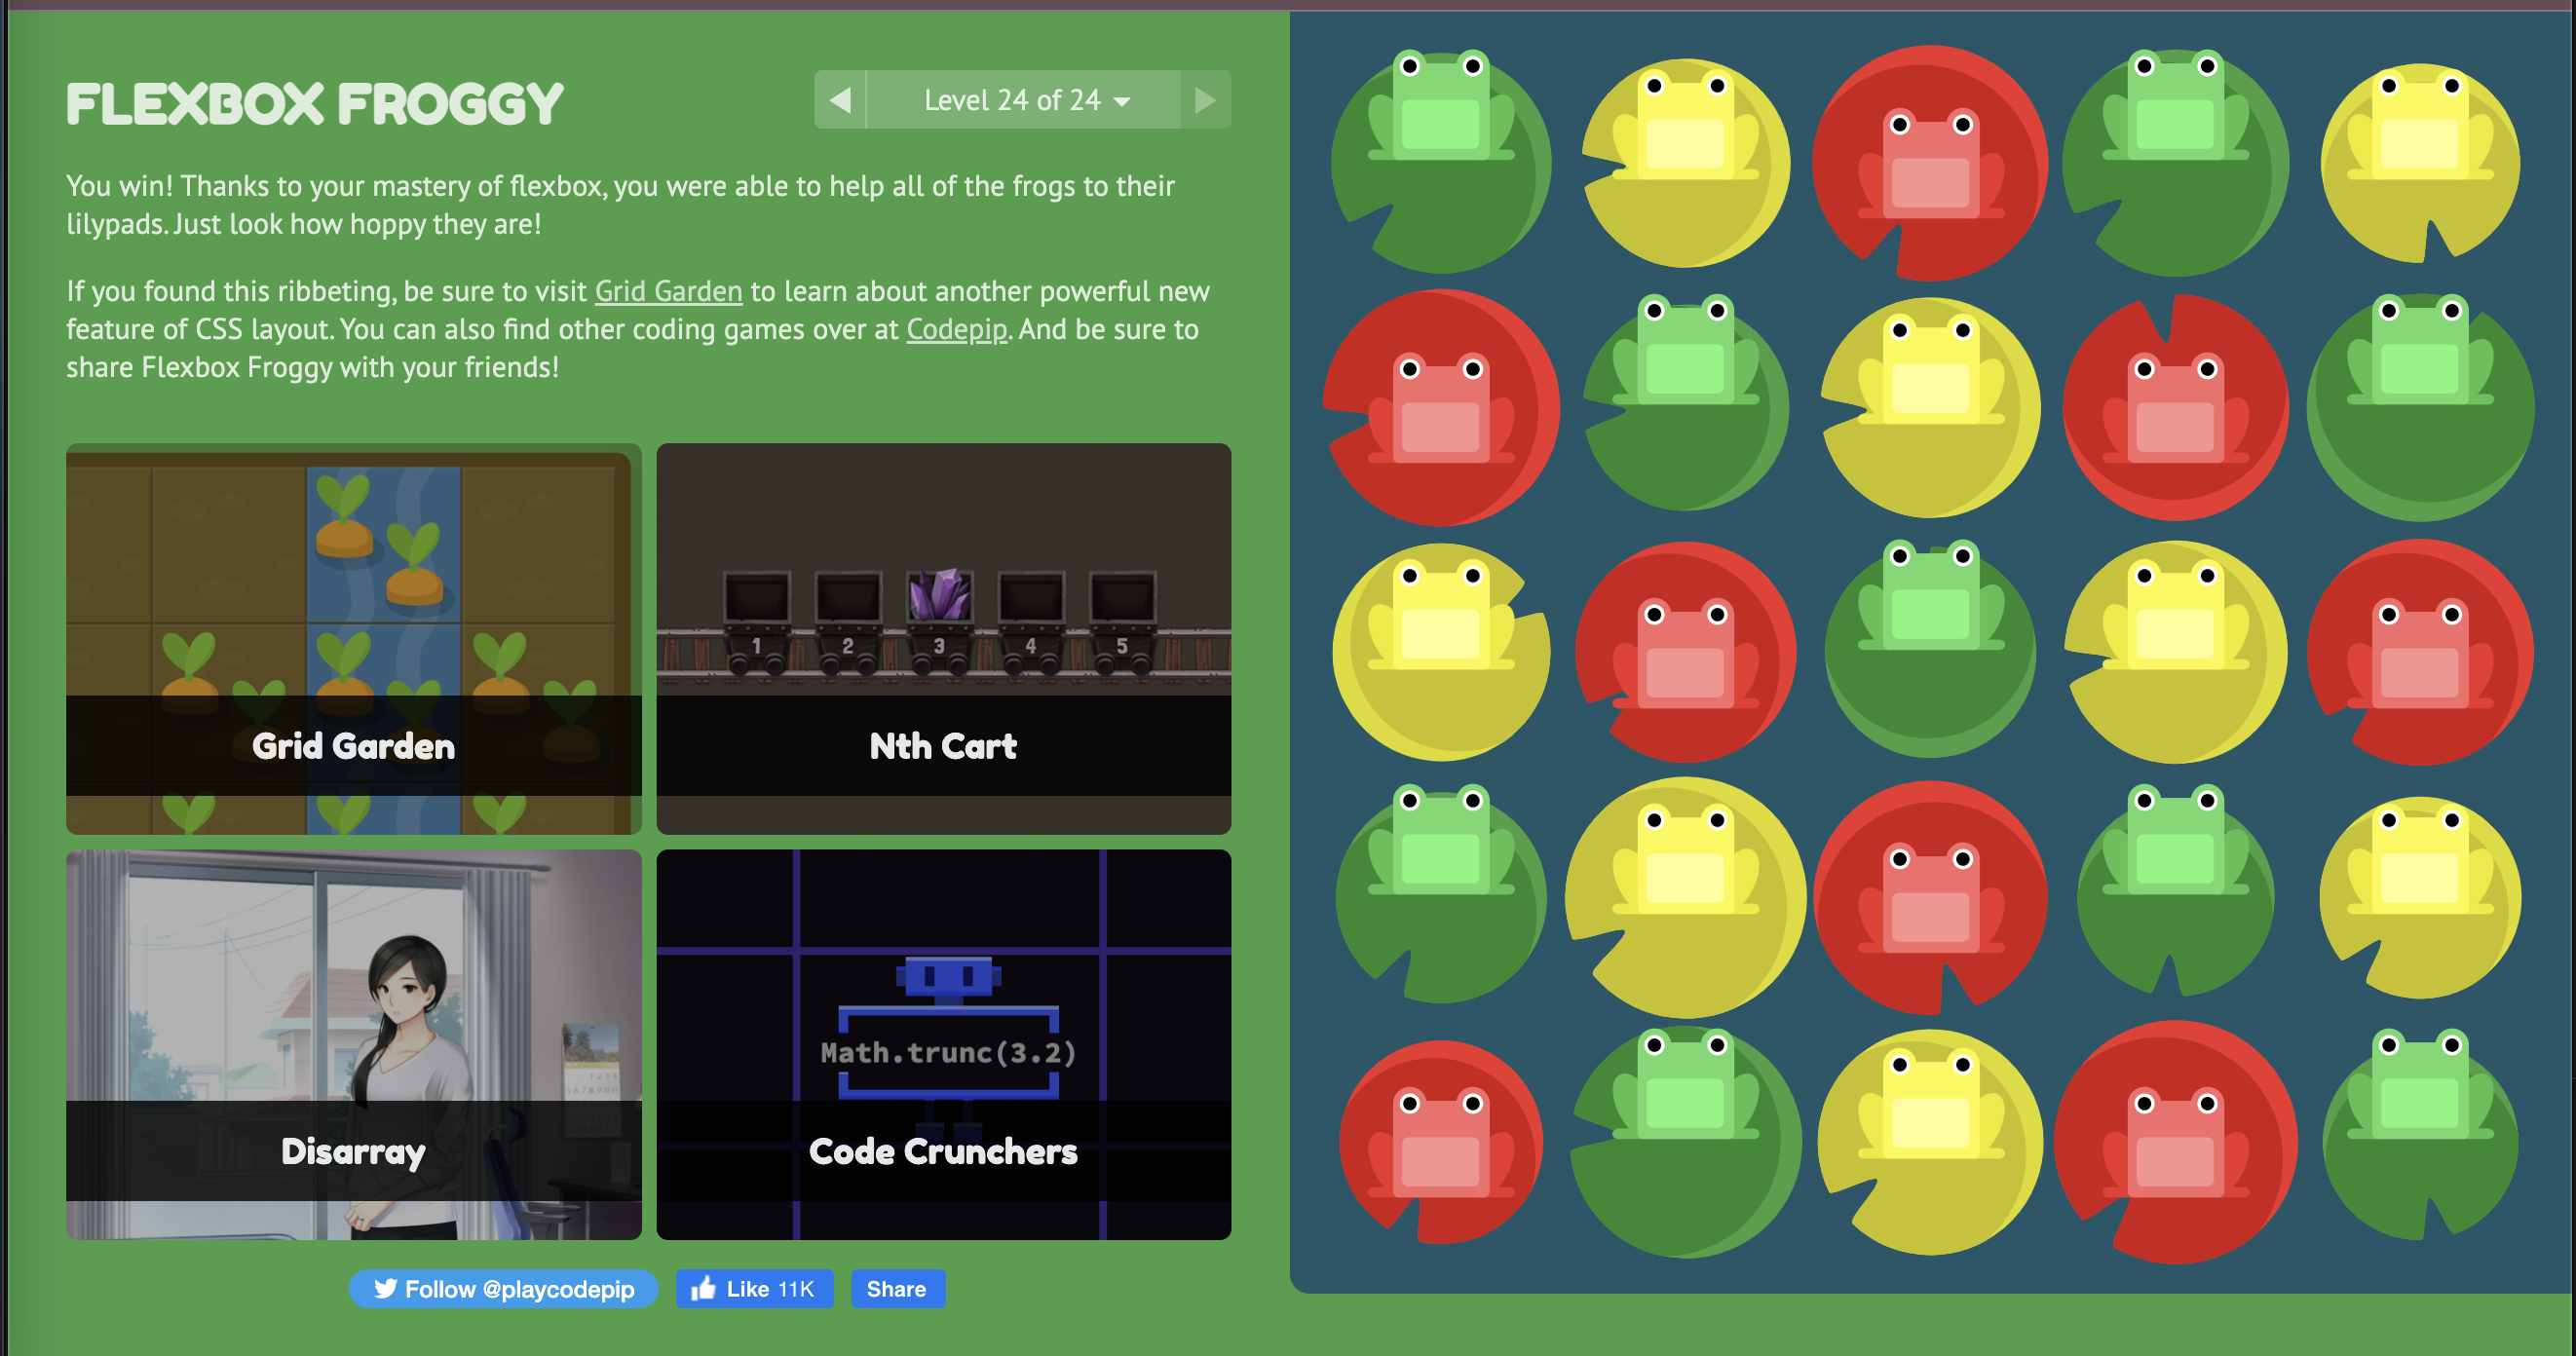 FLEXBOX FROGGY
Level 24 of 24
You win! Thanks to your mastery of flexbox, you were able to help all of the frogs to their
lilypads. Just look how hoppy they are!
If you found this ribbeting, be sure to visit Grid Garden to learn about another powerful new
feature of CSS layout. You can also find other coding games over at Codepip. And be sure to
share Flexbox Froggy with your friends!
1 2 3 4 5
Grid Garden
Nth Cart
Math.trunc(3.2)
Disarray
Code Crunchers
Follow @playcodepip
Like 11K
Share